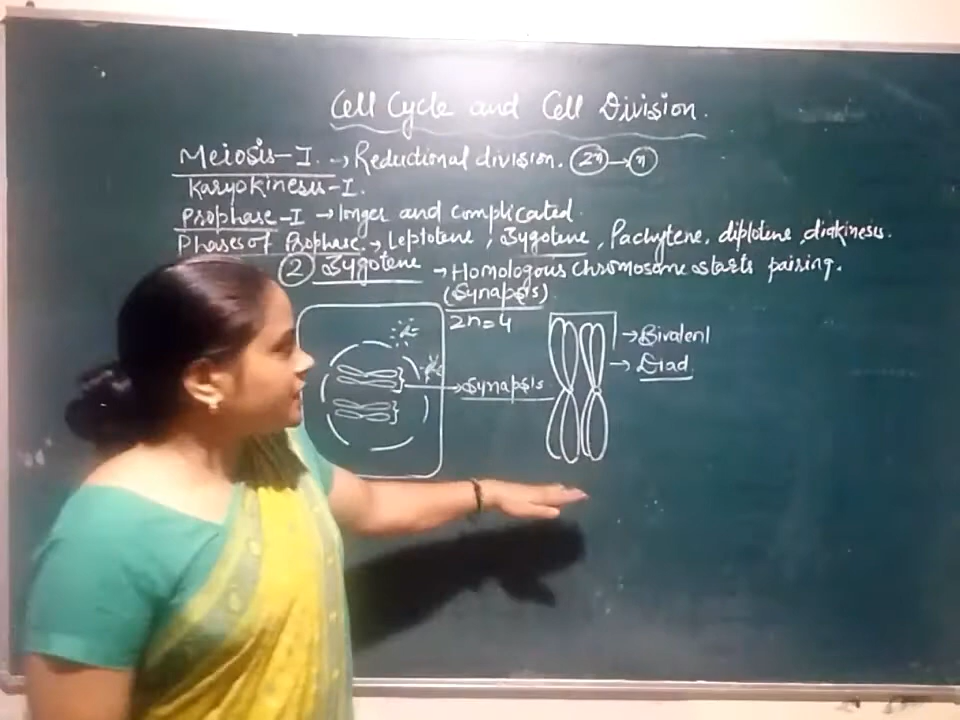 Cell Cycle and Cell Division.
Meiosis-I. → Reductional division. 2n → n
Karyokinesis-I.
Prophase-I → longer and complicated.
Phases of Prophase. → Leptotene, Zygotene, Pachytene, diplotene, diakinesis.
2 Zygotene → Homologous chromosome starts pairing.
(Synapsis)
2n=4
→ Bivalent
→ Diad
→ Synapsis